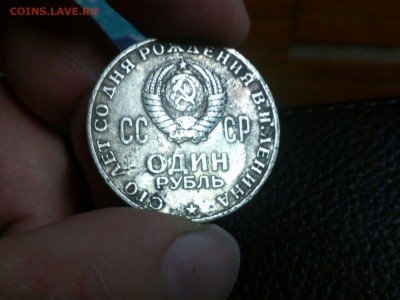 COINS.LAVE.RU
СТО ЛЕТ СО ДНЯ РОЖДЕНИЯ В.И.ЛЕНИНА
СС СР
ОДИН
РУБЛЬ